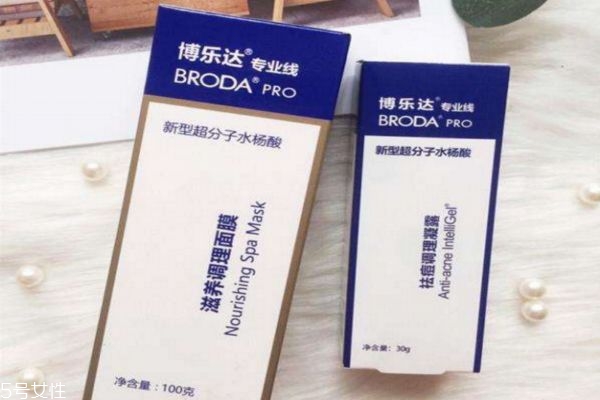 博乐达® 专业线
BRODA® PRO
新型超分子水杨酸
滋养调理面膜
Nourishing Spa Mask
净含量：100克
博乐达® 专业线
BRODA® PRO
新型超分子水杨酸
祛痘调理凝露
Anti-acne IntelliGel®
净含量：30g
5号女性